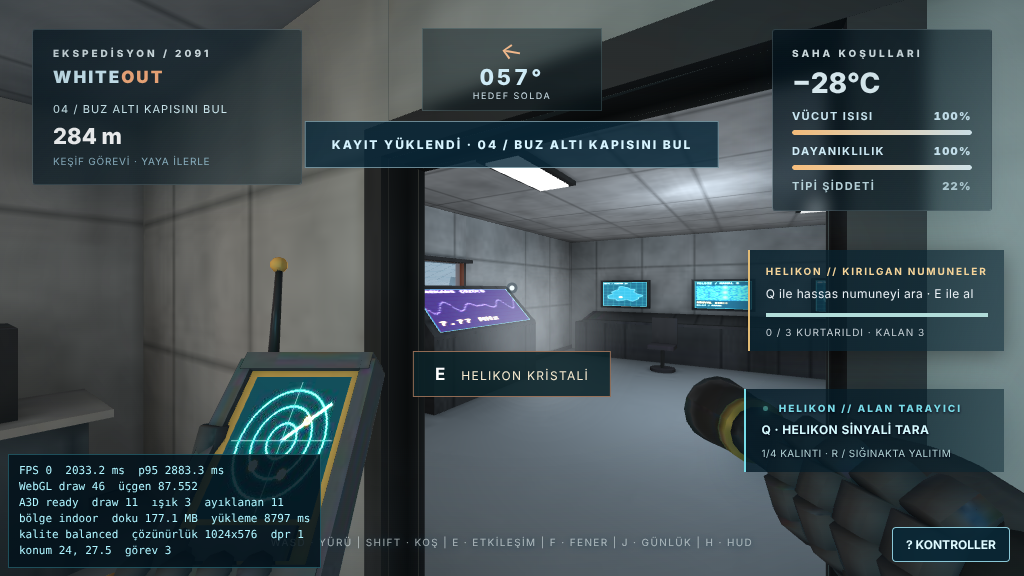 EKSPEDİSYON / 2091
WHITEOUT
04 / BUZ ALTI KAPISINI BUL
284 m
KEŞİF GÖREVİ · YAYA İLERLE
057°
HEDEF SOLDA
KAYIT YÜKLENDİ · 04 / BUZ ALTI KAPISINI BUL
SAHA KOŞULLARI
−28°C
VÜCUT ISISI 100%
DAYANIKLILIK 100%
TİPİ ŞİDDETİ 22%
HELIKON // KIRILGAN NUMUNELER
Q ile hassas numuneyi ara · E ile al
0 / 3 KURTARILDI · KALAN 3
?.?? MHz
E HELIKON KRİSTALİ
HELIKON // ALAN TARAYICI
Q · HELIKON SİNYALİ TARA
1/4 KALINTI · R / SIĞINAKTA YALITIM
FPS 0 2033.2 ms p95 2883.3 ms
WebGL draw 46 üçgen 87.552
A3D ready draw 11 ışık 3 ayıklanan 11
bölge indoor doku 177.1 MB yükleme 8797 ms
kalite balanced çözünürlük 1024x576 dpr 1
konum 24, 27.5 görev 3
YÜRÜ | SHIFT · KOŞ | E · ETKİLEŞİM | F · FENER | J · GÜNLÜK | H · HUD
? KONTROLLER